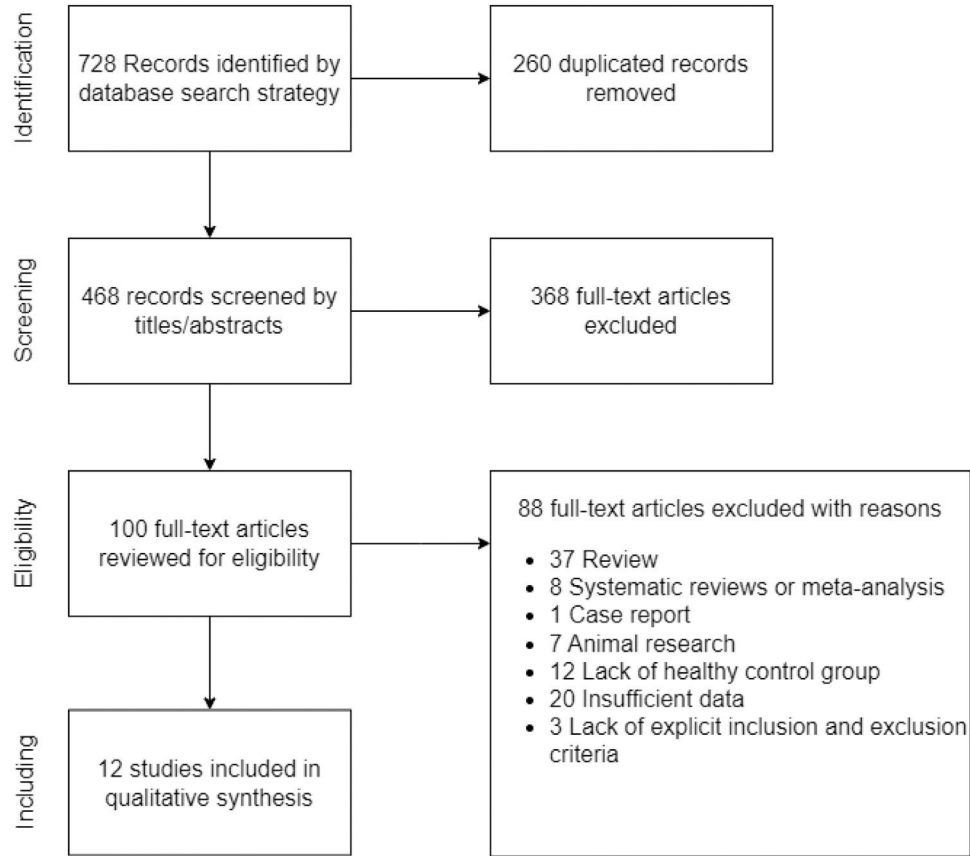 Identification
728 Records identified by
database search strategy
260 duplicated records
removed
Screening
468 records screened by
titles/abstracts
368 full-text articles
excluded
Eligibility
100 full-text articles
reviewed for eligibility
88 full-text articles excluded with reasons
• 37 Review
• 8 Systematic reviews or meta-analysis
• 1 Case report
• 7 Animal research
• 12 Lack of healthy control group
• 20 Insufficient data
• 3 Lack of explicit inclusion and exclusion
criteria
Including
12 studies included in
qualitative synthesis